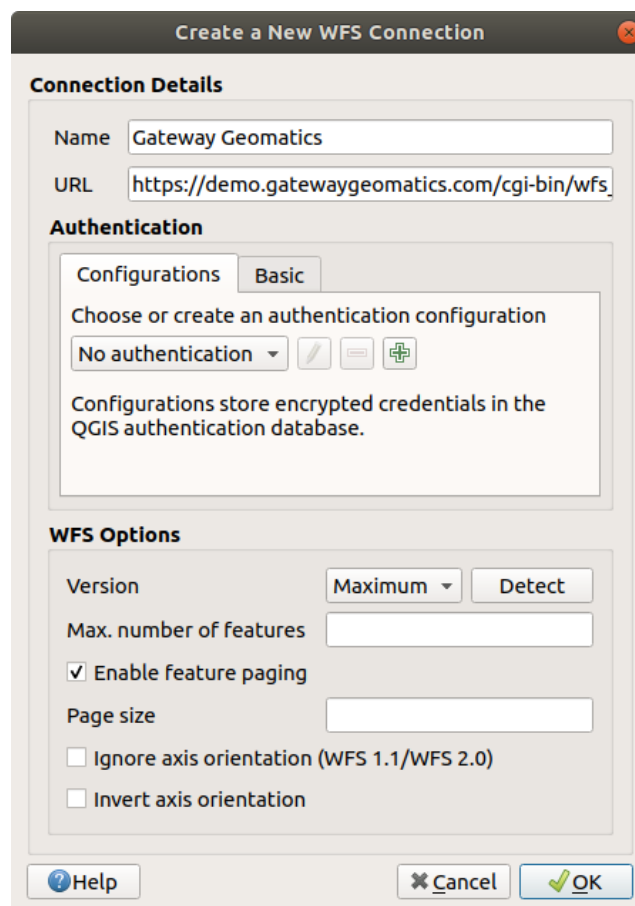 Create a New WFS Connection
Connection Details
Name Gateway Geomatics
URL https://demo.gatewaygeomatics.com/cgi-bin/wfs_
Authentication
Configurations Basic
Choose or create an authentication configuration
No authentication
Configurations store encrypted credentials in the
QGIS authentication database.
WFS Options
Version Maximum Detect
Max. number of features
Enable feature paging
Page size
Ignore axis orientation (WFS 1.1/WFS 2.0)
Invert axis orientation
Help Cancel OK